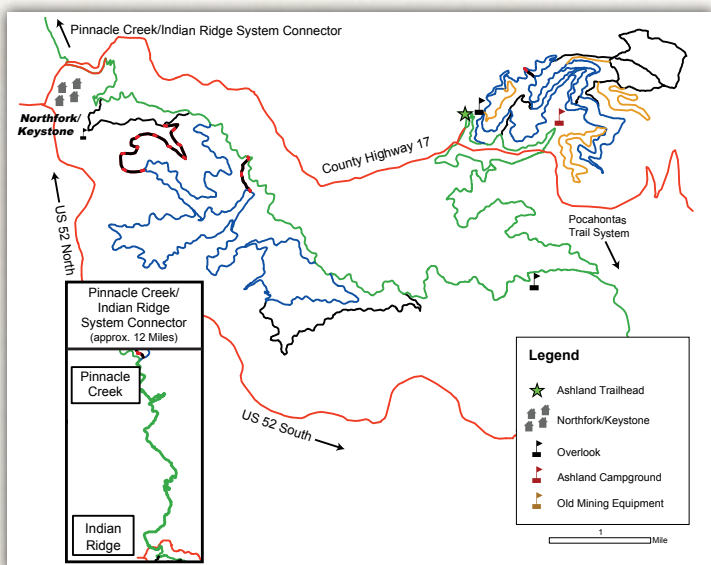 Pinnacle Creek/Indian Ridge System Connector
Northfork/
Keystone
County Highway 17
US 52 North
Pocahontas
Trail System
Pinnacle Creek/
Indian Ridge
System Connector
(approx. 12 Miles)
Pinnacle
Creek
Indian
Ridge
US 52 South
Legend
Ashland Trailhead
Northfork/Keystone
Overlook
Ashland Campground
Old Mining Equipment
1
Mile